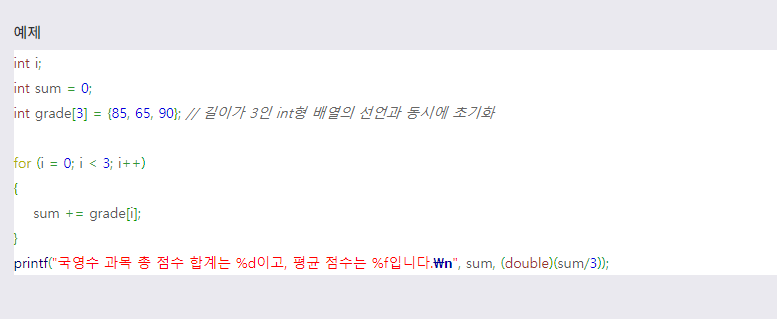 예제
int i;
int sum = 0;
int grade[3] = {85, 65, 90}; // 길이가 3인 int형 배열의 선언과 동시에 초기화
for (i = 0; i < 3; i++)
{
sum += grade[i];
}
printf("국영수 과목 총 점수 합계는 %d이고, 평균 점수는 %f입니다.₩n", sum, (double)(sum/3));